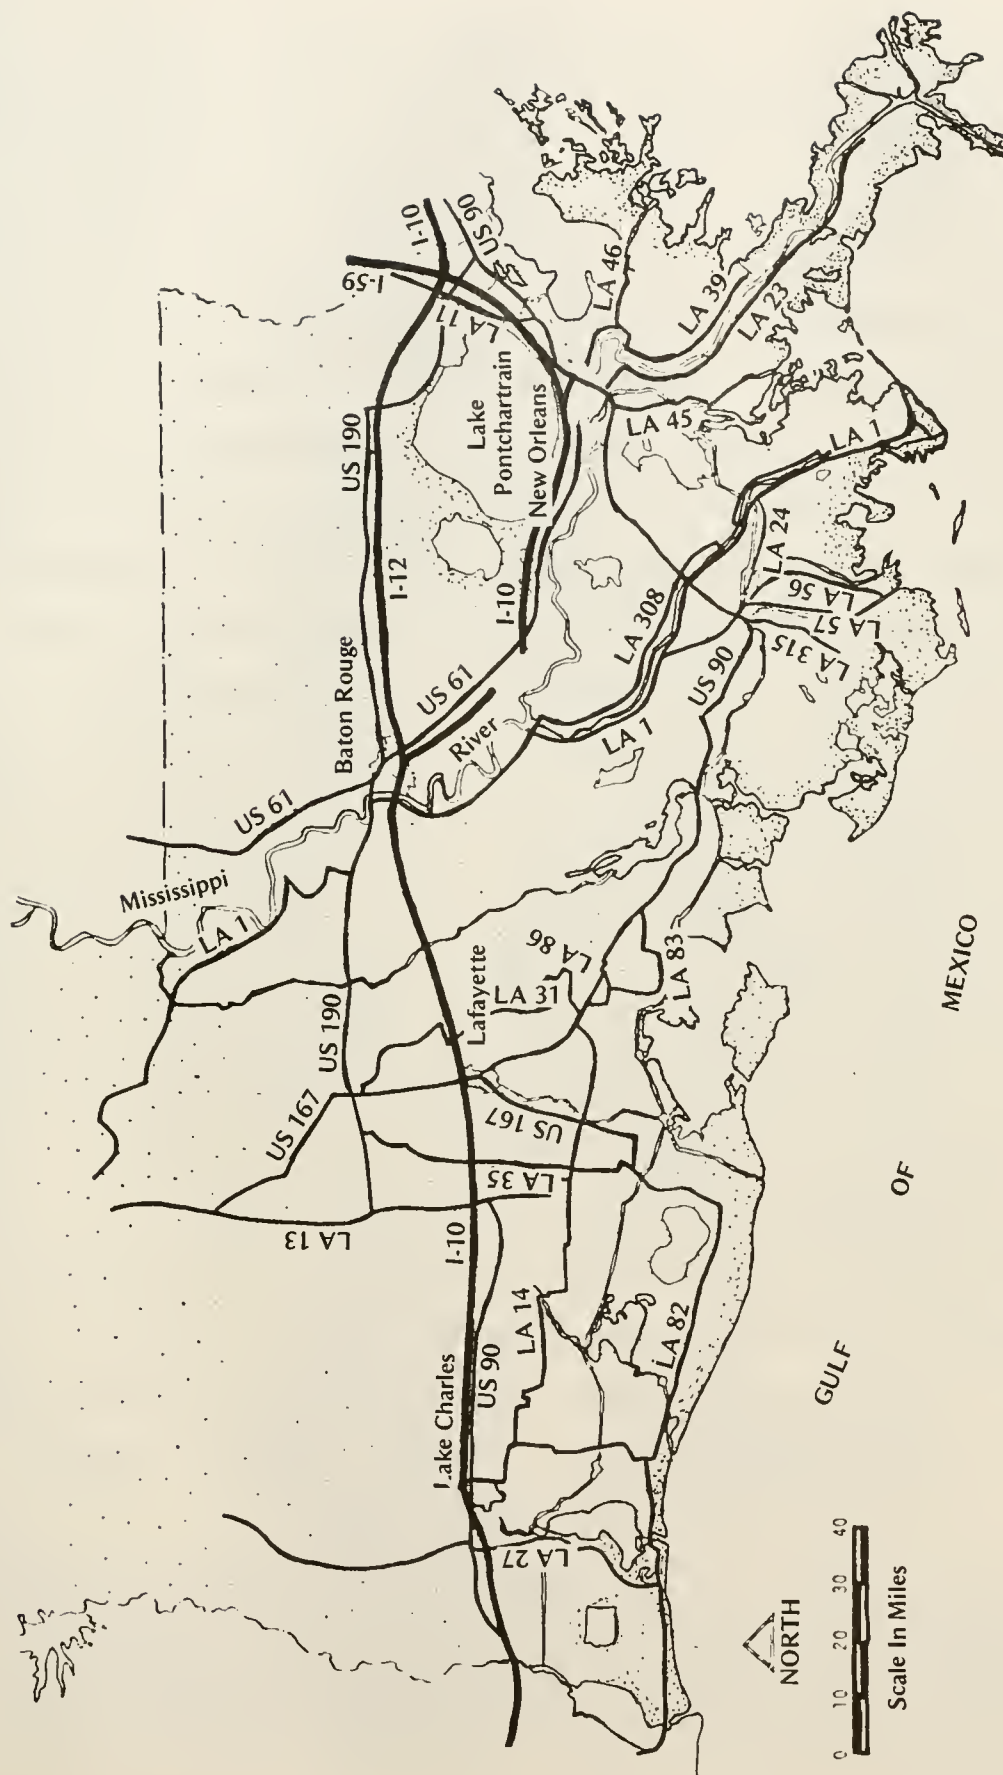 Mississippi
LA 1
US 61
Baton Rouge
US 190
I-12
I-59
I-10
US 90
LA 11
Lake
Pontchartrain
New Orleans
I-10
US 61
River
LA 46
LA 39
LA 23
LA 45
LA 1
LA 24
LA 56
LA 57
LA 315
LA 308
US 90
LA 1
US 190
US 167
LA 13
Lafayette
LA 31
LA 86
LA 83
US 167
LA 35
I-10
Lake Charles
US 90
LA 14
LA 82
LA 27
GULF
OF
MEXICO
NORTH
0 10 20 30 40
Scale In Miles